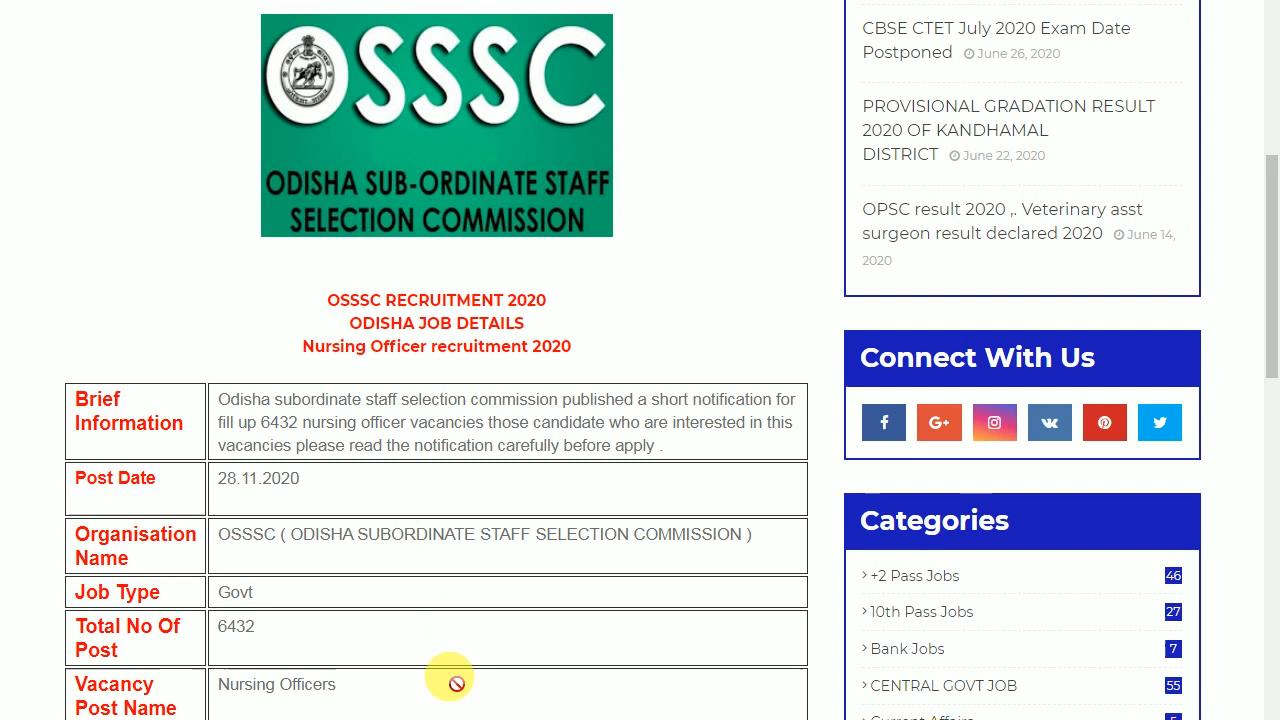 OSSSC
ODISHA SUB-ORDINATE STAFF
SELECTION COMMISSION
OSSSC RECRUITMENT 2020
ODISHA JOB DETAILS
Nursing Officer recruitment 2020
Brief
Information
Odisha subordinate staff selection commission published a short notification for
fill up 6432 nursing officer vacancies those candidate who are interested in this
vacancies please read the notification carefully before apply .
Post Date
28.11.2020
Organisation
Name
OSSSC ( ODISHA SUBORDINATE STAFF SELECTION COMMISSION )
Job Type
Govt
Total No Of
Post
6432
Vacancy
Post Name
Nursing Officers
CBSE CTET July 2020 Exam Date
Postponed June 26, 2020
PROVISIONAL GRADATION RESULT
2020 OF KANDHAMAL
DISTRICT June 22, 2020
OPSC result 2020 ,. Veterinary asst
surgeon result declared 2020 June 14,
2020
Connect With Us
Categories
+2 Pass Jobs 46
10th Pass Jobs 27
Bank Jobs 7
CENTRAL GOVT JOB 55
Current Affairs 5